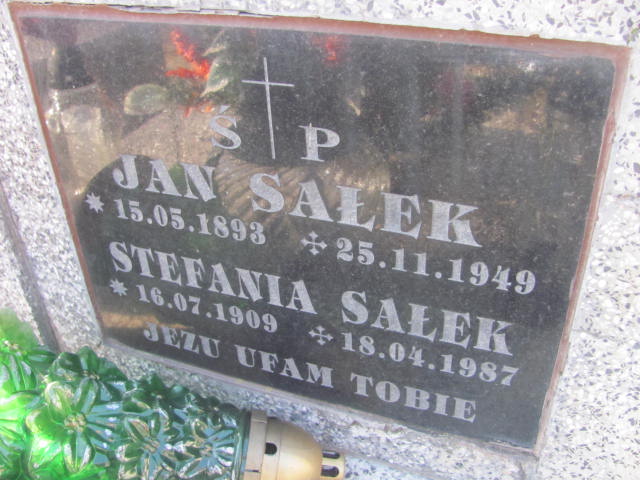 Ś P
JAN SAŁEK
* 15.05.1893 ✣ 25.11.1949
STEFANIA SAŁEK
* 16.07.1909 ✣ 18.04.1987
JEZU UFAM TOBIE